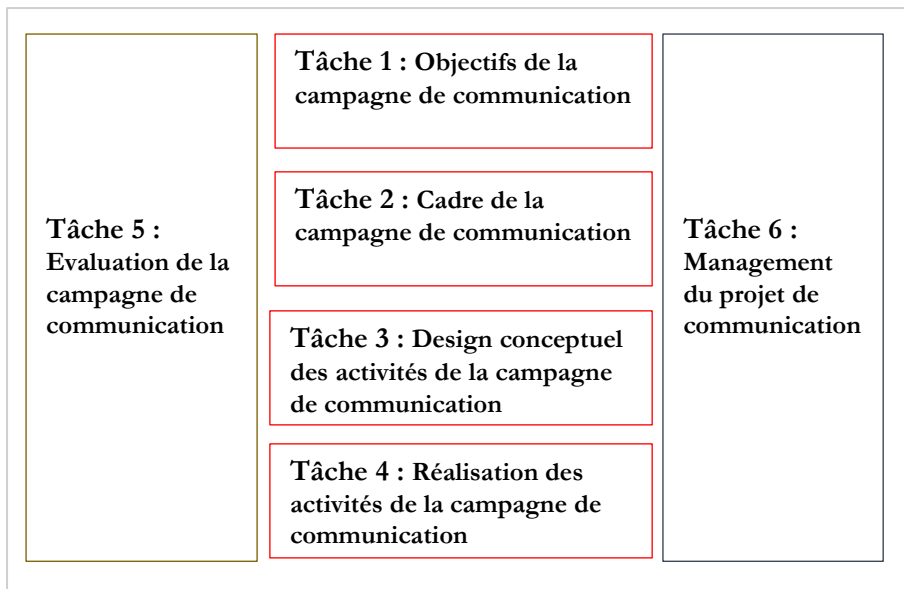 Tâche 1 : Objectifs de la
campagne de communication
Tâche 2 : Cadre de la
campagne de communication
Tâche 3 : Design conceptuel
des activités de la campagne
de communication
Tâche 4 : Réalisation des
activités de la campagne de
communication
Tâche 5 :
Evaluation de la
campagne de
communication
Tâche 6 :
Management
du projet de
communication